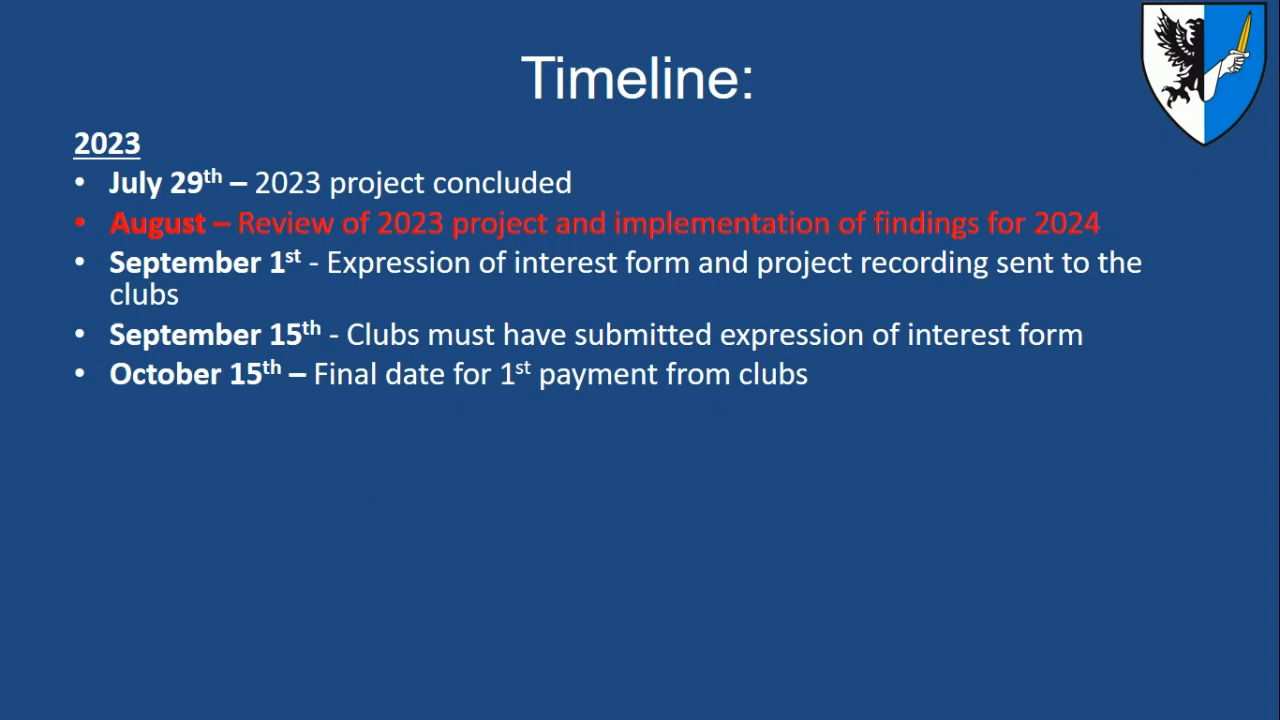 Timeline:
2023
• July 29th – 2023 project concluded
• August – Review of 2023 project and implementation of findings for 2024
• September 1st - Expression of interest form and project recording sent to the
clubs
• September 15th - Clubs must have submitted expression of interest form
• October 15th – Final date for 1st payment from clubs